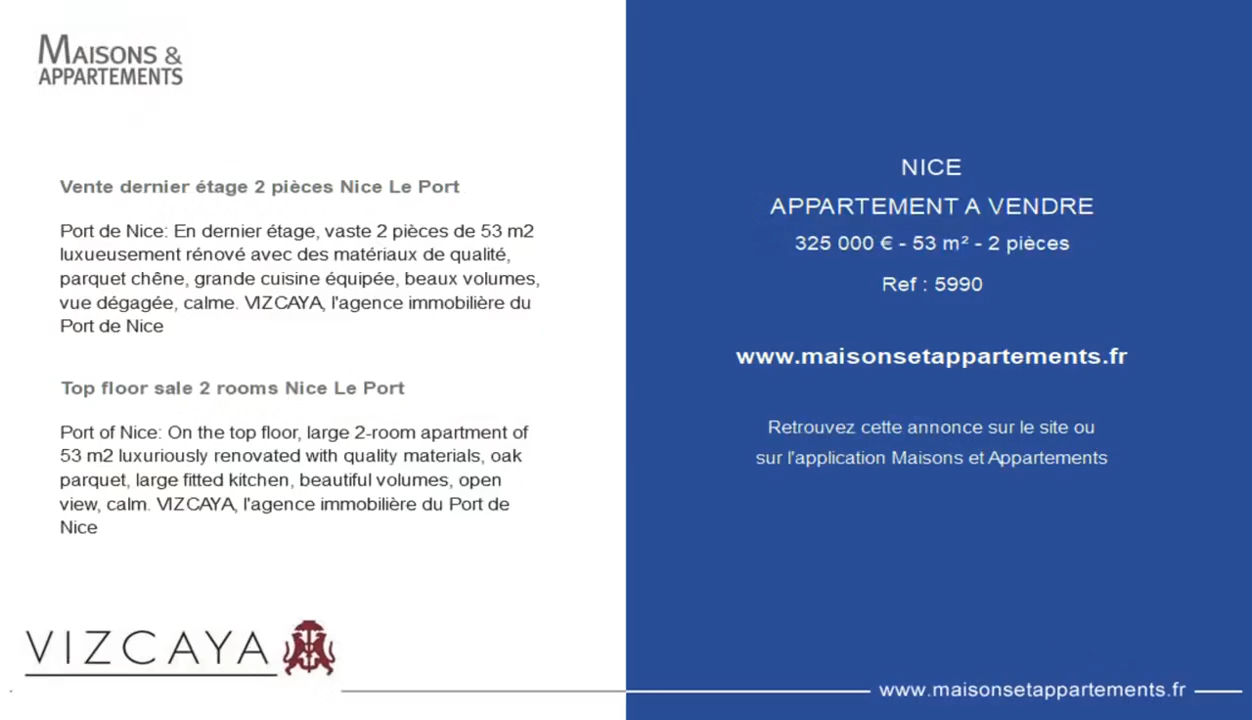 MAISONS &
APPARTEMENTS
Vente dernier étage 2 pièces Nice Le Port
Port de Nice: En dernier étage, vaste 2 pièces de 53 m2
luxueusement rénové avec des matériaux de qualité,
parquet chêne, grande cuisine équipée, beaux volumes,
vue dégagée, calme. VIZCAYA, l'agence immobilière du
Port de Nice
Top floor sale 2 rooms Nice Le Port
Port of Nice: On the top floor, large 2-room apartment of
53 m2 luxuriously renovated with quality materials, oak
parquet, large fitted kitchen, beautiful volumes, open
view, calm. VIZCAYA, l'agence immobilière du Port de
Nice
VIZCAYA
NICE
APPARTEMENT A VENDRE
325 000 € - 53 m² - 2 pièces
Ref : 5990
www.maisonsetappartements.fr
Retrouvez cette annonce sur le site ou
sur l'application Maisons et Appartements
www.maisonsetappartements.fr